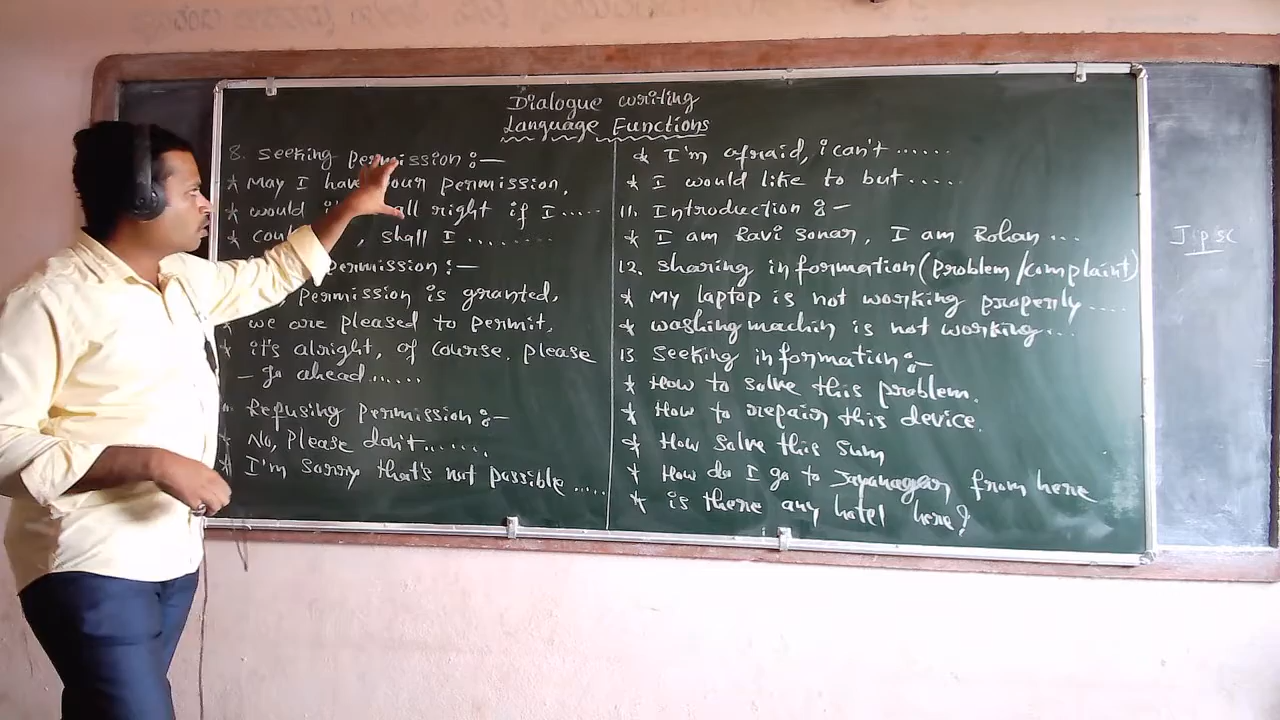 Dialogue writing
Language Functions
8. Seeking permission :-
* May I have your permission,
* would it all right if I.....
* , shall I ........
permission :-
permission is granted,
* we are pleased to permit,
* it's alright, of course. please
- go ahead......
Refusing permission :-
* No, please don't......
* I'm sorry that's not possible .....
* I'm afraid, i can't ......
* I would like to but .....
11. Introduction :-
* I am Ravi Sonar, I am Rohan ...
12. sharing information (problem/complaint)
* My laptop is not working properly ....
* washing machin is not working...
13 Seeking information :-
* How to solve this problem.
* How to repair this device.
* How solve this sum
* How do I go to Jayanagar from here
* is there any hotel here?